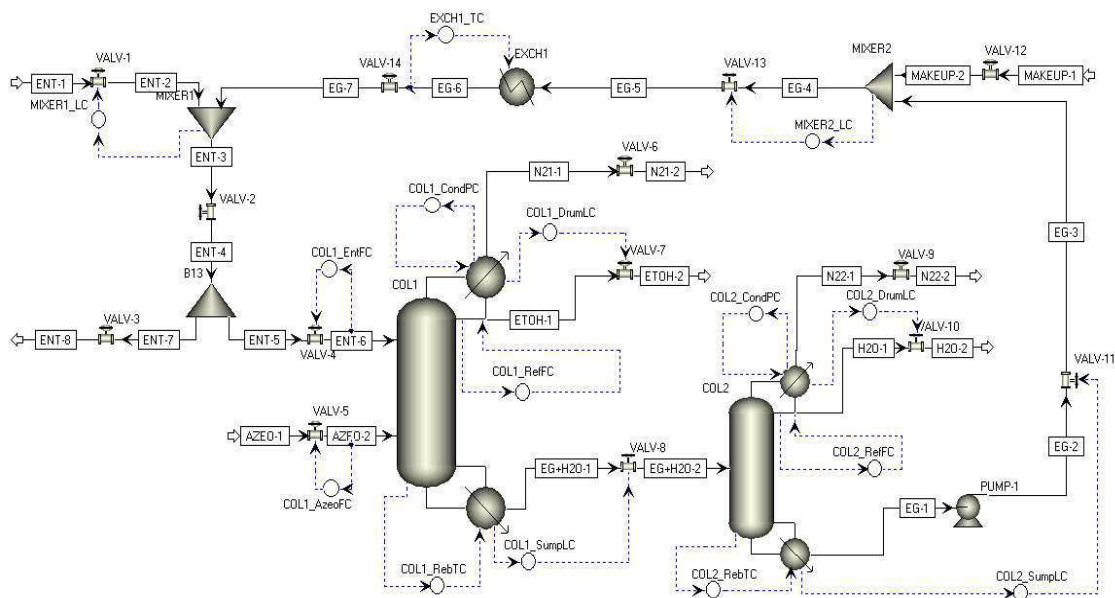 EXCH1_TC
EXCH1
MIXER2
VALV-12
MAKEUP-2
MAKEUP-1
VALV-1
ENT-1
ENT-2
MIXER1
MIXER1_LC
VALV-14
EG-7
EG-6
EG-5
VALV-13
EG-4
MIXER2_LC
ENT-3
VALV-2
ENT-4
B13
VALV-6
N21-1
N21-2
COL1_CondPC
COL1_DrumLC
VALV-7
ETOH-2
COL1
COL1_EntFC
ETOH-1
EG-3
VALV-9
N22-1
N22-2
COL2_CondPC
COL2_DrumLC
VALV-10
H2O-1
H2O-2
VALV-3
ENT-8
ENT-7
ENT-5
VALV-4
ENT-6
COL1_RefFC
COL2
VALV-11
VALV-5
AZEO-1
AZEO-2
COL1_AzeoFC
VALV-8
EG+H2O-1
EG+H2O-2
COL2_RefFC
EG-2
PUMP-1
EG-1
COL1_SumpLC
COL1_RebTC
COL2_RebTC
COL2_SumpLC